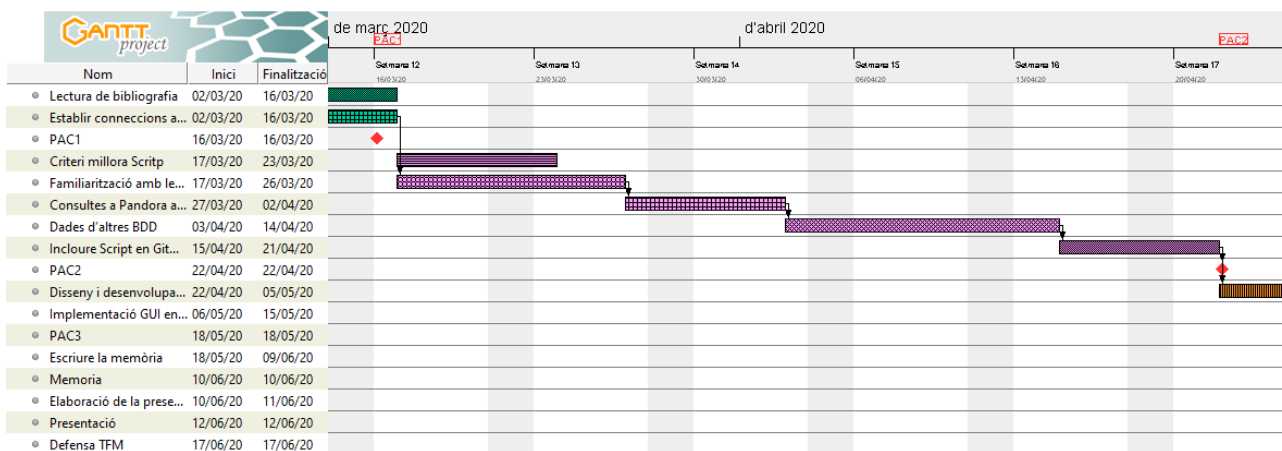 GANTT
project
de març 2020 d'abril 2020
PAC1 PAC2
Nom Inici Finalització
Setmana 12 Setmana 13 Setmana 14 Setmana 15 Setmana 16 Setmana 17
16/03/20 23/03/20 30/03/20 06/04/20 13/04/20 20/04/20
Lectura de bibliografia 02/03/20 16/03/20
Establir conneccions a... 02/03/20 16/03/20
PAC1 16/03/20 16/03/20
Criteri millora Scritp 17/03/20 23/03/20
Familiarització amb le... 17/03/20 26/03/20
Consultes a Pandora a... 27/03/20 02/04/20
Dades d'altres BDD 03/04/20 14/04/20
Incloure Script en Git... 15/04/20 21/04/20
PAC2 22/04/20 22/04/20
Disseny i desenvolupa... 22/04/20 05/05/20
Implementació GUI en... 06/05/20 15/05/20
PAC3 18/05/20 18/05/20
Escriure la memòria 18/05/20 09/06/20
Memoria 10/06/20 10/06/20
Elaboració de la prese... 10/06/20 11/06/20
Presentació 12/06/20 12/06/20
Defensa TFM 17/06/20 17/06/20